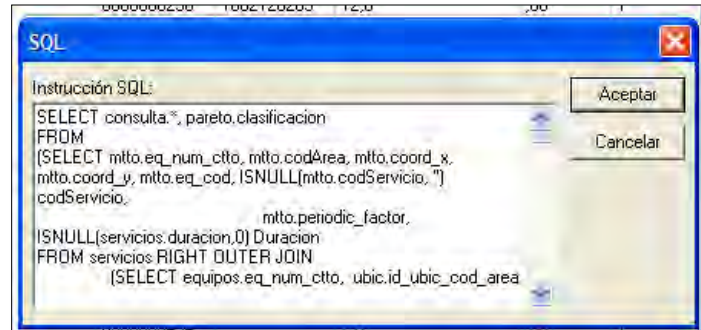 SQL
Instrucción SQL:
SELECT consulta.*, pareto.clasificacion
FROM
(SELECT mtto.eq_num_ctto, mtto.codArea, mtto.coord_x,
mtto.coord_y, mtto.eq_cod, ISNULL(mtto.codServicio, '')
codServicio,
mtto.periodic_factor,
ISNULL(servicios.duracion,0) Duracion
FROM servicios RIGHT OUTER JOIN
(SELECT equipos.eq_num_ctto, ubic.id_ubic_cod_area
Aceptar
Cancelar